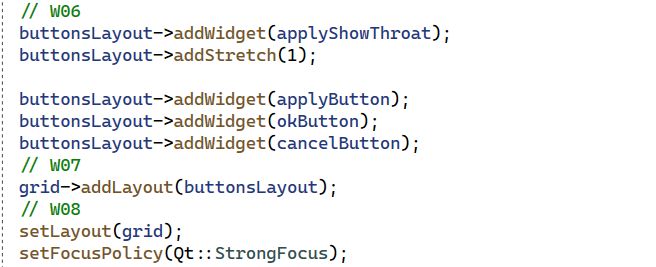 // W06
buttonsLayout->addWidget(applyShowThroat);
buttonsLayout->addStretch(1);
buttonsLayout->addWidget(applyButton);
buttonsLayout->addWidget(okButton);
buttonsLayout->addWidget(cancelButton);
// W07
grid->addLayout(buttonsLayout);
// W08
setLayout(grid);
setFocusPolicy(Qt::StrongFocus);